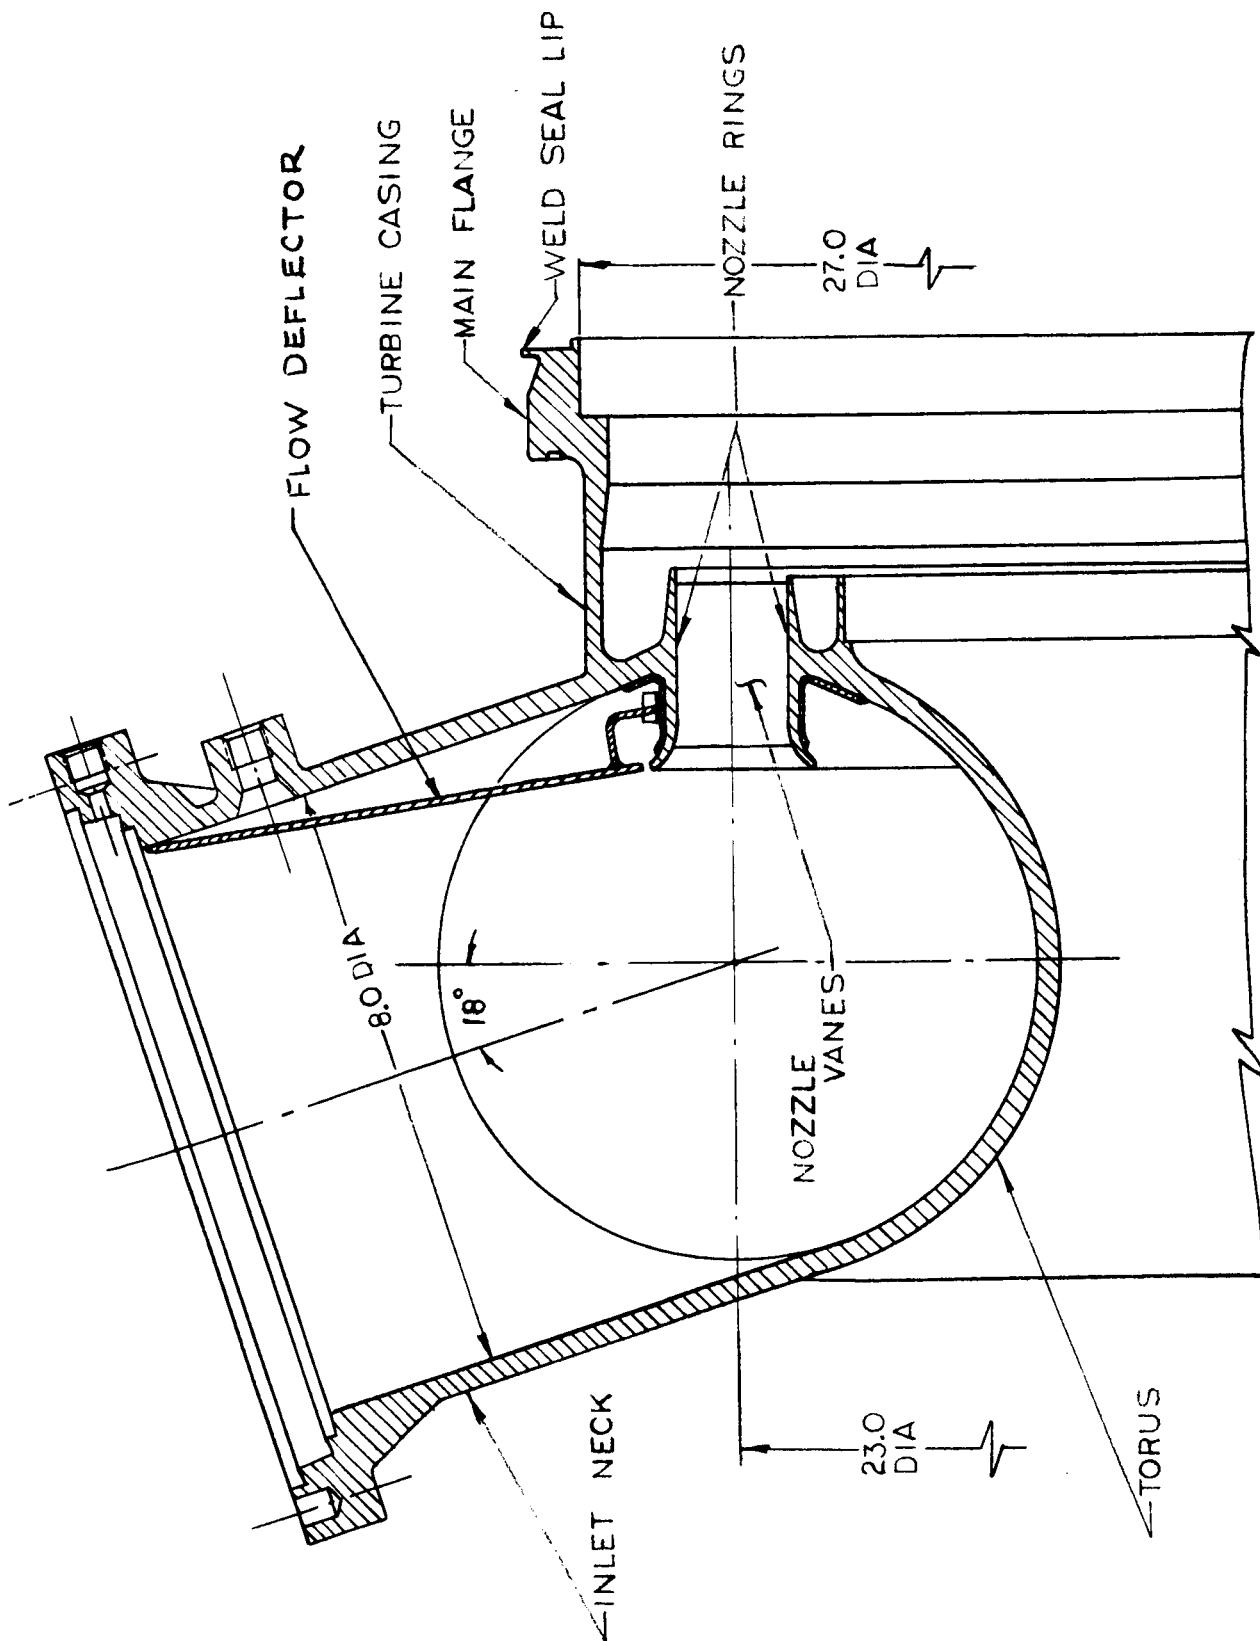 FLOW DEFLECTOR
TURBINE CASING
MAIN FLANGE
WELD SEAL LIP
NOZZLE RINGS
27.0
DIA
8.0 DIA
18°
NOZZLE
VANES
INLET NECK
23.0
DIA
TORUS